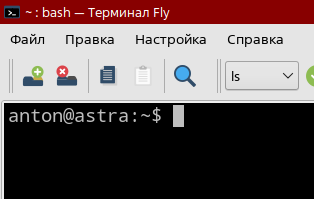 ~ : bash — Терминал Fly
Файл Правка Настройка Справка
ls
anton@astra:~$